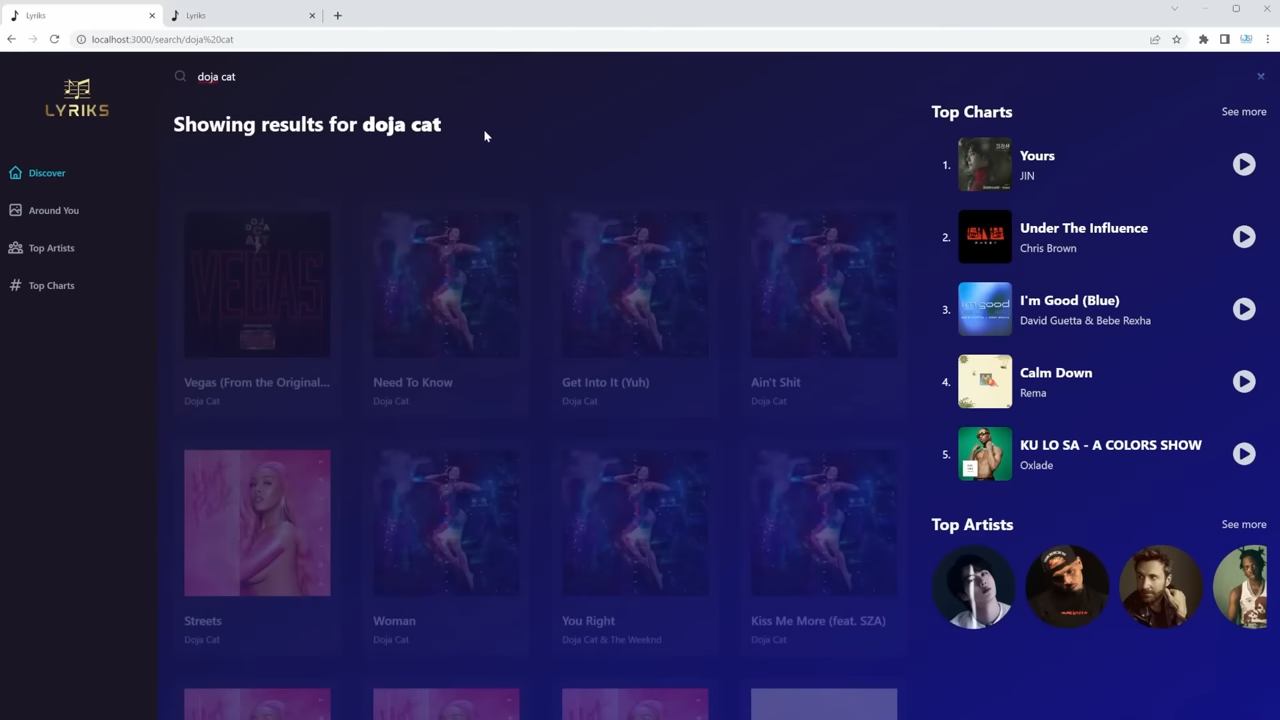 Lyriks
Lyriks
localhost:3000/search/doja%20cat
LYRIKS
Discover
Around You
Top Artists
Top Charts
doja cat
Showing results for doja cat
DOJA CAT
VEGAS
Vegas (From the Original...
Doja Cat
Need To Know
Doja Cat
Get Into It (Yuh)
Doja Cat
Ain't Shit
Doja Cat
Streets
Doja Cat
Woman
Doja Cat
You Right
Doja Cat & The Weeknd
Kiss Me More (feat. SZA)
Doja Cat
Top Charts
See more
1.
Yours
JIN
2.
Under The Influence
Chris Brown
3.
im good
I'm Good (Blue)
David Guetta & Bebe Rexha
4.
Calm Down
Rema
5.
KU LO SA - A COLORS SHOW
Oxlade
Top Artists
See more